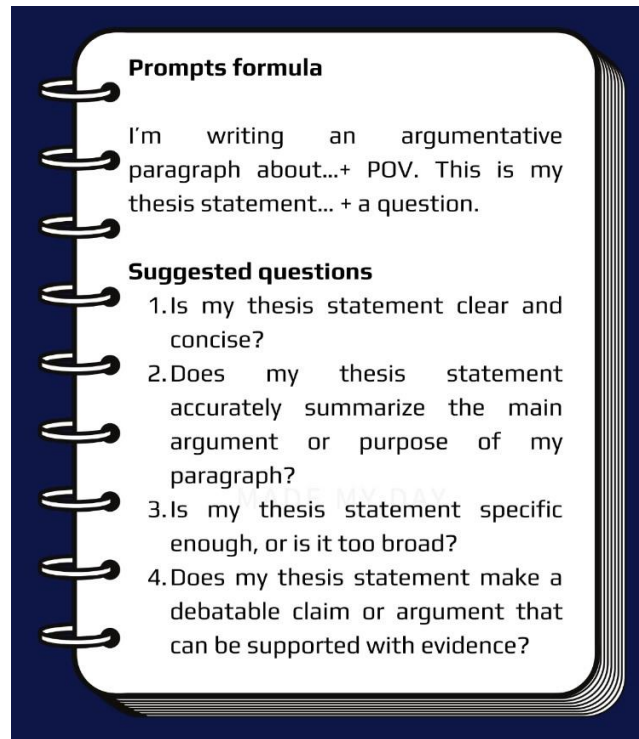 Prompts formula
I'm writing an argumentative
paragraph about...+ POV. This is my
thesis statement... + a question.
Suggested questions
1. Is my thesis statement clear and
concise?
2. Does my thesis statement
accurately summarize the main
argument or purpose of my
paragraph?
MADE MY DAY
3. Is my thesis statement specific
enough, or is it too broad?
4. Does my thesis statement make a
debatable claim or argument that
can be supported with evidence?